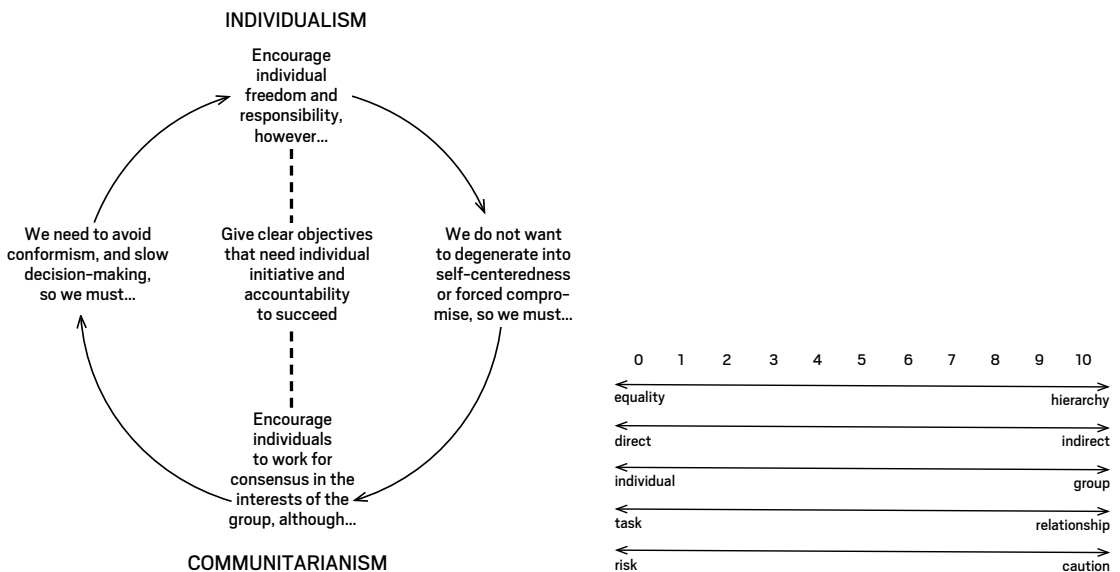 INDIVIDUALISM
Encourage
individual
freedom and
responsibility,
however...
We need to avoid
conformism, and slow
decision-making,
so we must...
Give clear objectives
that need individual
initiative and
accountability
to succeed
We do not want
to degenerate into
self-centeredness
or forced compro-
mise, so we must...
Encourage
individuals
to work for
consensus in the
interests of the
group, although...
COMMUNITARIANISM
0 1 2 3 4 5 6 7 8 9 10
equality hierarchy
direct indirect
individual group
task relationship
risk caution